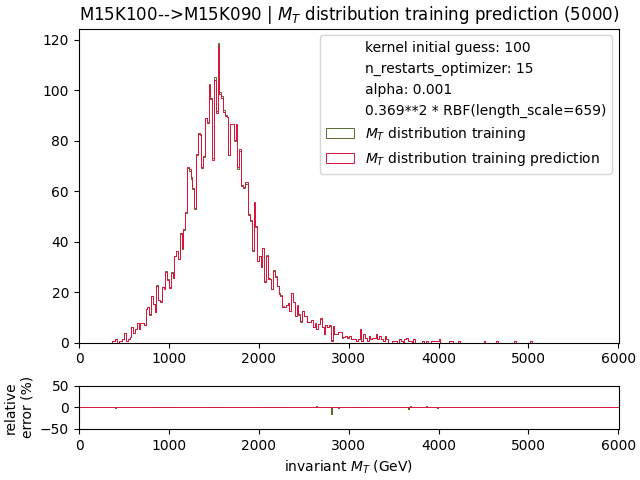 M15K100-->M15K090 | M_T distribution training prediction (5000)
kernel initial guess: 100
n_restarts_optimizer: 15
alpha: 0.001
0.369**2 * RBF(length_scale=659)
M_T distribution training
M_T distribution training prediction
120
100
80
60
40
20
0
0 1000 2000 3000 4000 5000 6000
relative
error (%)
50
0
−50
0 1000 2000 3000 4000 5000 6000
invariant M_T (GeV)